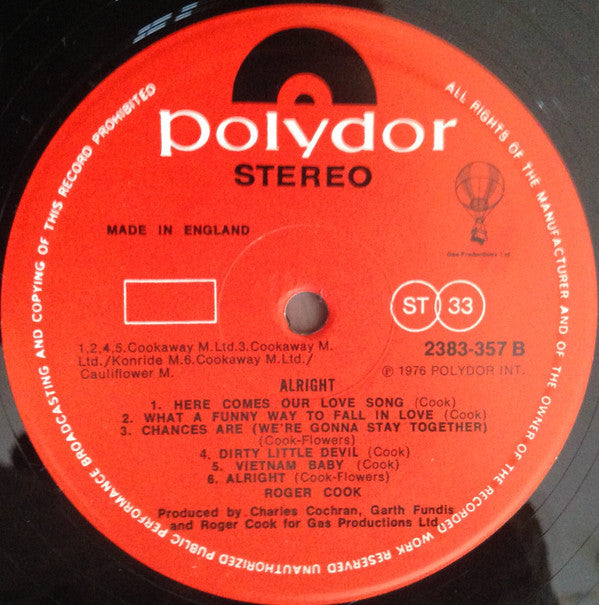 polydor
STEREO
ALL RIGHTS OF THE MANUFACTURER AND OF THE OWNER OF THE RECORDED WORK RESERVED UNAUTHORIZED PUBLIC PERFORMANCE BROADCASTING AND COPYING OF THIS RECORD PROHIBITED
MADE IN ENGLAND
Gas Productions Ltd
ST 33
1,2,4,5.Cookaway M.Ltd.3.Cookaway M.
Ltd./Konride M.6.Cookaway M.Ltd./
Cauliflower M.
2383-357 B
℗ 1976 POLYDOR INT.
ALRIGHT
1. HERE COMES OUR LOVE SONG (Cook)
2. WHAT A FUNNY WAY TO FALL IN LOVE (Cook)
3. CHANCES ARE (WE'RE GONNA STAY TOGETHER)
(Cook-Flowers)
4. DIRTY LITTLE DEVIL (Cook)
5. VIETNAM BABY (Cook)
6. ALRIGHT (Cook-Flowers)
ROGER COOK
Produced by Charles Cochran, Garth Fundis
and Roger Cook for Gas Productions Ltd